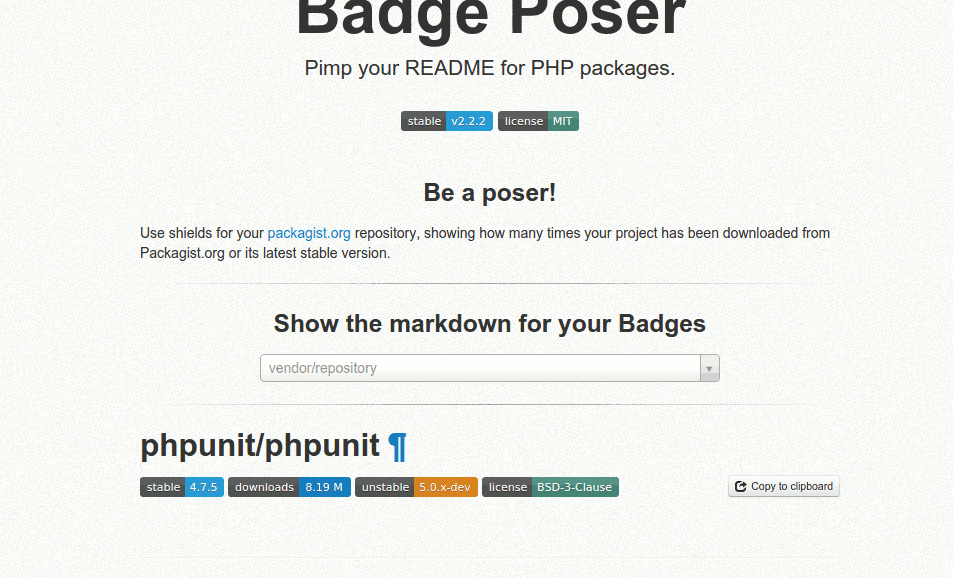 Badge Poser
Pimp your README for PHP packages.
stable v2.2.2 license MIT
Be a poser!
Use shields for your packagist.org repository, showing how many times your project has been downloaded from
Packagist.org or its latest stable version.
Show the markdown for your Badges
vendor/repository
phpunit/phpunit ¶
stable 4.7.5 downloads 8.19 M unstable 5.0.x-dev license BSD-3-Clause Copy to clipboard